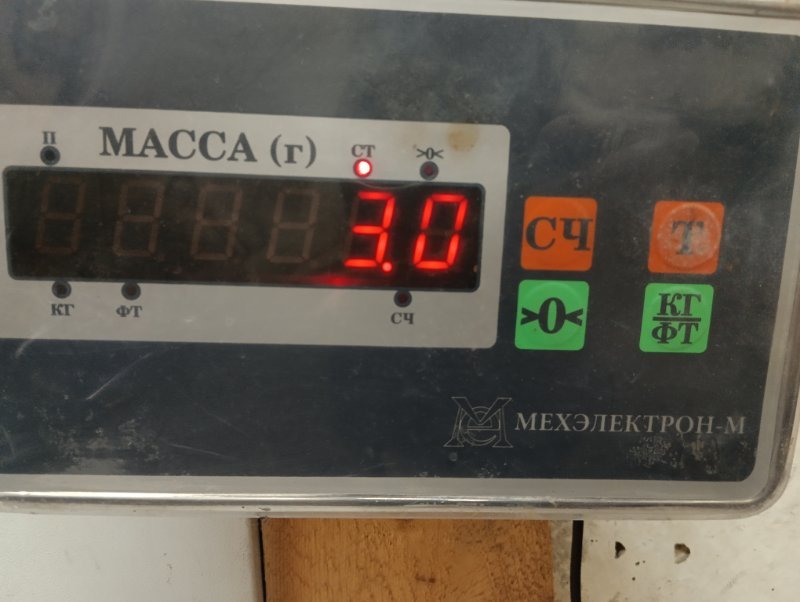 П МАССА (г) СТ >0<
3.0
КГ ФТ СЧ
СЧ Т
>0< КГ
ФТ
МЕХЭЛЕКТРОН-М